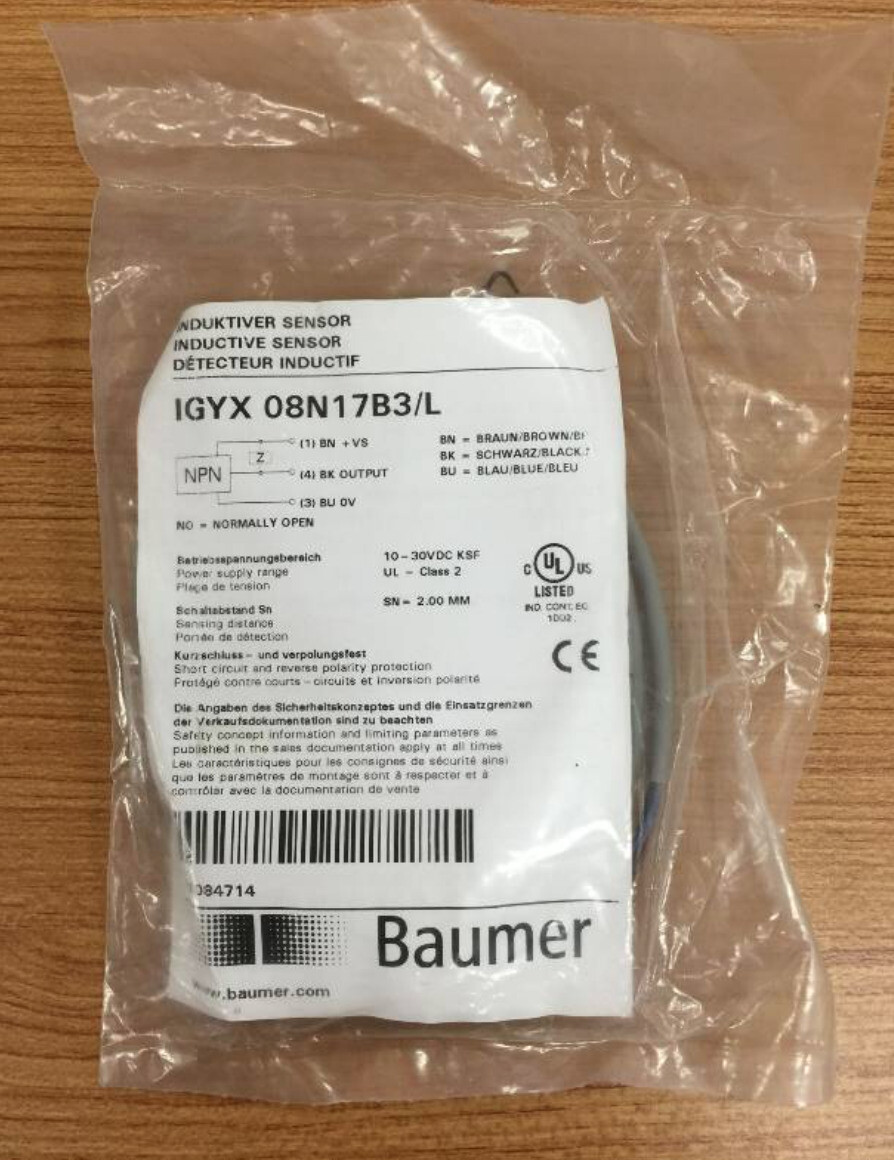 INDUKTIVER SENSOR
INDUCTIVE SENSOR
DÉTECTEUR INDUCTIF
IGYX 08N17B3/L
NPN
Z
(1) BN +VS
(4) BK OUTPUT
(3) BU 0V
BN = BRAUN/BROWN/
BK = SCHWARZ/BLACK
BU = BLAU/BLUE/BLEU
NO = NORMALLY OPEN
Betriebsspannungsbereich
Power supply range
Plage de tension
10-30VDC KSF
UL - Class 2
Schaltabstand Sn
Sensing distance
Portée de détection
SN = 2.00 MM
C UL US
LISTED
IND. CONT. EQ.
CE
Kurzschluss- und verpolungsfest
Short circuit and reverse polarity protection
Protégé contre courts-circuits et inversion polarité
Die Angaben des Sicherheitskonzeptes und die Einsatzgrenzen
der Verkaufsdokumentation sind zu beachten
Safety concept information and limiting parameters as
published in the sales documentation apply at all times
Les caractéristiques pour les consignes de sécurité ainsi
que les paramètres de montage sont à respecter et à
contrôler avec la documentation de vente
084714
Baumer
www.baumer.com